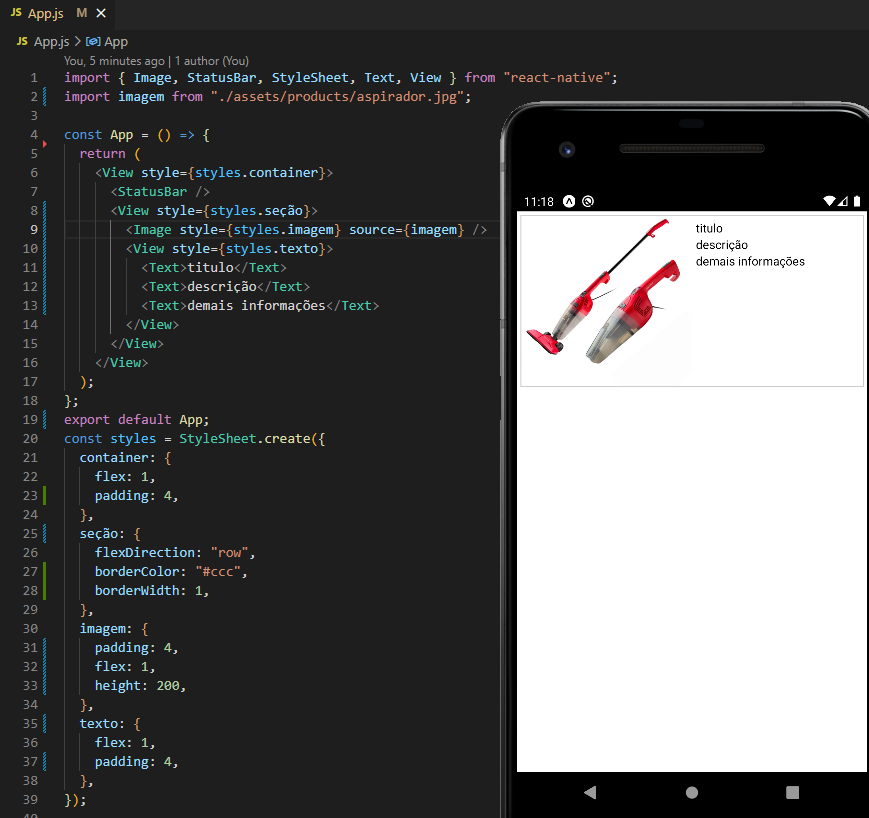 JS App.js M ×
JS App.js > App
You, 5 minutes ago | 1 author (You)
1 import { Image, StatusBar, StyleSheet, Text, View } from "react-native";
2 import imagem from "./assets/products/aspirador.jpg";
3
4 const App = () => {
5 return (
6 <View style={styles.container}>
7 <StatusBar />
8 <View style={styles.seção}>
9 <Image style={styles.imagem} source={imagem} />
10 <View style={styles.texto}>
11 <Text>titulo</Text>
12 <Text>descrição</Text>
13 <Text>demais informações</Text>
14 </View>
15 </View>
16 </View>
17 );
18 };
19 export default App;
20 const styles = StyleSheet.create({
21 container: {
22 flex: 1,
23 padding: 4,
24 },
25 seção: {
26 flexDirection: "row",
27 borderColor: "#ccc",
28 borderWidth: 1,
29 },
30 imagem: {
31 padding: 4,
32 flex: 1,
33 height: 200,
34 },
35 texto: {
36 flex: 1,
37 padding: 4,
38 },
39 });
11:18
titulo
descrição
demais informações